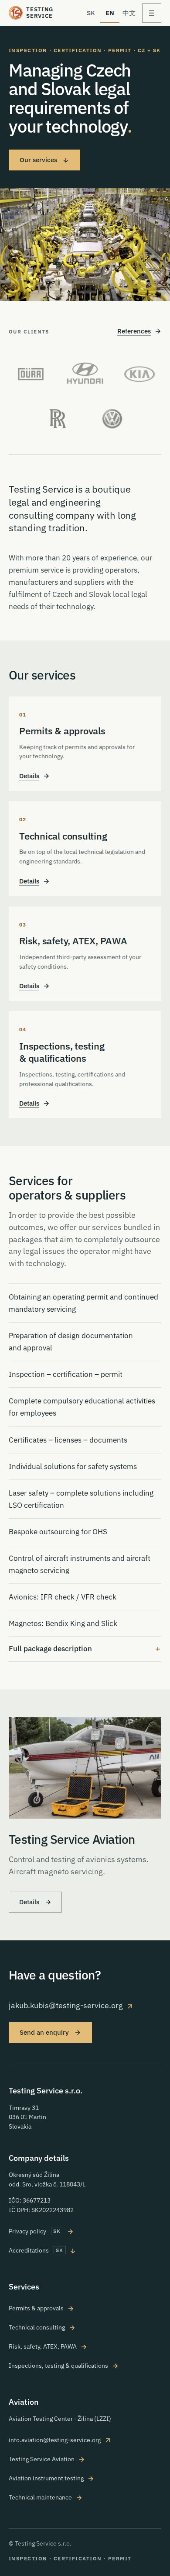 TESTING
SERVICE
SK EN 中文
INSPECTION · CERTIFICATION · PERMIT · CZ + SK
Managing Czech
and Slovak legal
requirements of
your technology.
Our services ↓
OUR CLIENTS
References →
DÜRR
HYUNDAI
KIA
Testing Service is a boutique
legal and engineering
consulting company with long
standing tradition.
With more than 20 years of experience, our
premium service is providing operators,
manufacturers and suppliers with the
fulfilment of Czech and Slovak local legal
needs of their technology.
Our services
01
Permits & approvals
Keeping track of permits and approvals for
your technology.
Details →
02
Technical consulting
Be on top of the local technical legislation and
engineering standards.
Details →
03
Risk, safety, ATEX, PAWA
Independent third-party assessment of your
safety conditions.
Details →
04
Inspections, testing
& qualifications
Inspections, testing, certifications and
professional qualifications.
Details →
Services for
operators & suppliers
In order to provide the best possible
outcomes, we offer our services bundled in
packages that aim to completely outsource
any legal issues the operator might have
with technology.
Obtaining an operating permit and continued
mandatory servicing
Preparation of design documentation
and approval
Inspection – certification – permit
Complete compulsory educational activities
for employees
Certificates – licenses – documents
Individual solutions for safety systems
Laser safety – complete solutions including
LSO certification
Bespoke outsourcing for OHS
Control of aircraft instruments and aircraft
magneto servicing
Avionics: IFR check / VFR check
Magnetos: Bendix King and Slick
Full package description +
Testing Service Aviation
Control and testing of avionics systems.
Aircraft magneto servicing.
Details →
Have a question?
jakub.kubis@testing-service.org ↗
Send an enquiry →
Testing Service s.r.o.
Timravy 31
036 01 Martin
Slovakia
Company details
Okresný súd Žilina
odd. Sro, vložka č. 118043/L
IČO: 36677213
IČ DPH: SK2022243982
Privacy policy SK →
Accreditations SK ↓
Services
Permits & approvals →
Technical consulting →
Risk, safety, ATEX, PAWA →
Inspections, testing & qualifications →
Aviation
Aviation Testing Center · Žilina (LZZI)
info.aviation@testing-service.org ↗
Testing Service Aviation →
Aviation instrument testing →
Technical maintenance →
© Testing Service s.r.o.
INSPECTION · CERTIFICATION · PERMIT